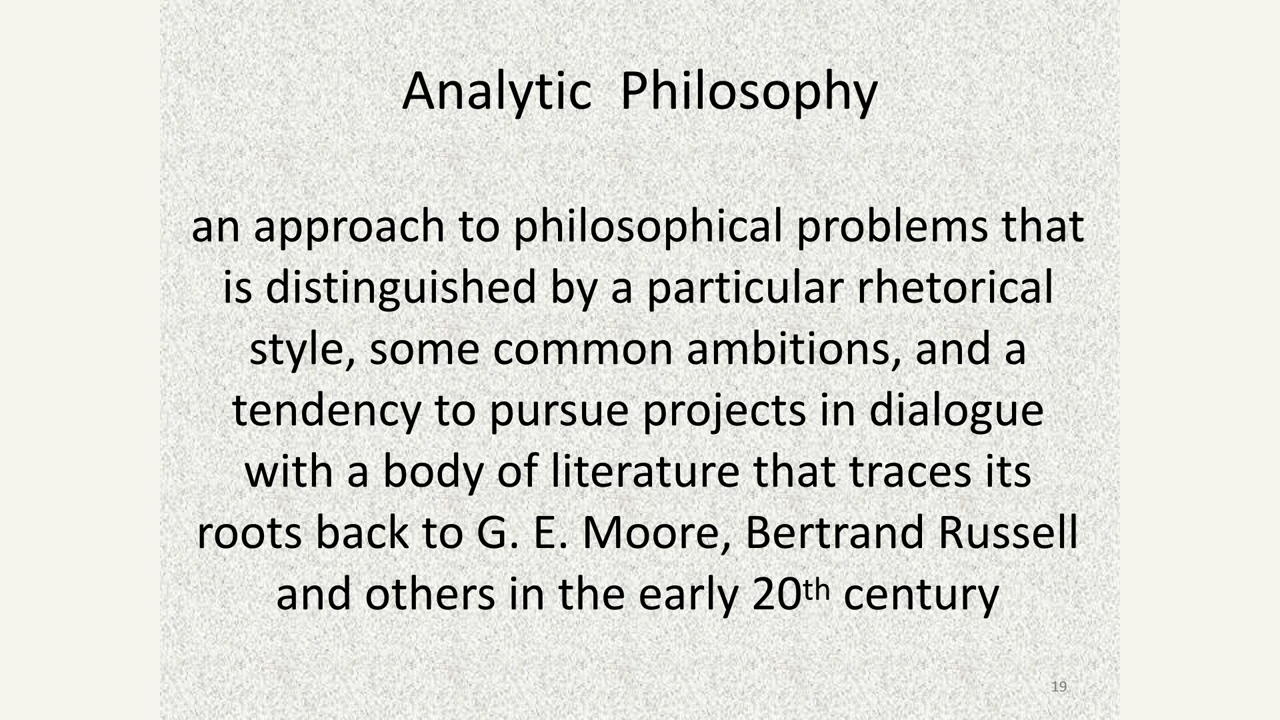 Analytic  Philosophy
an approach to philosophical problems that
is distinguished by a particular rhetorical
style, some common ambitions, and a
tendency to pursue projects in dialogue
with a body of literature that traces its
roots back to G. E. Moore, Bertrand Russell
and others in the early 20th century
19